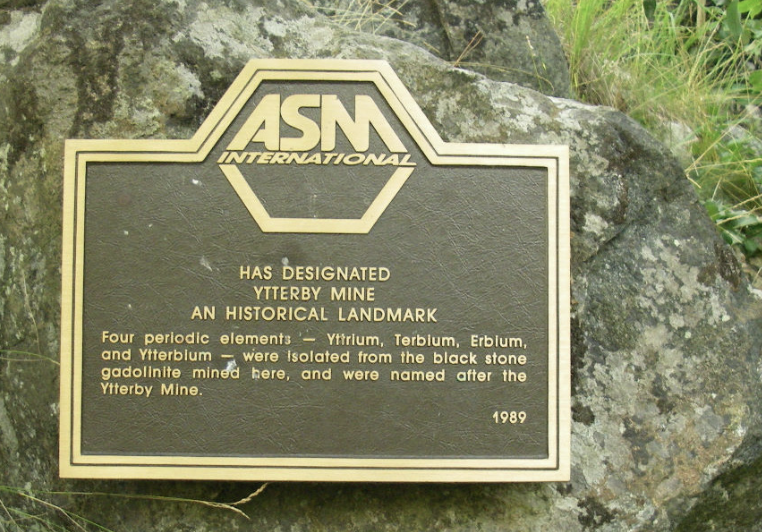 ASM
INTERNATIONAL
HAS DESIGNATED
YTTERBY MINE
AN HISTORICAL LANDMARK
Four periodic elements — Yttrium, Terbium, Erbium,
and Ytterbium — were isolated from the black stone
gadolinite mined here, and were named after the
Ytterby Mine.
1989